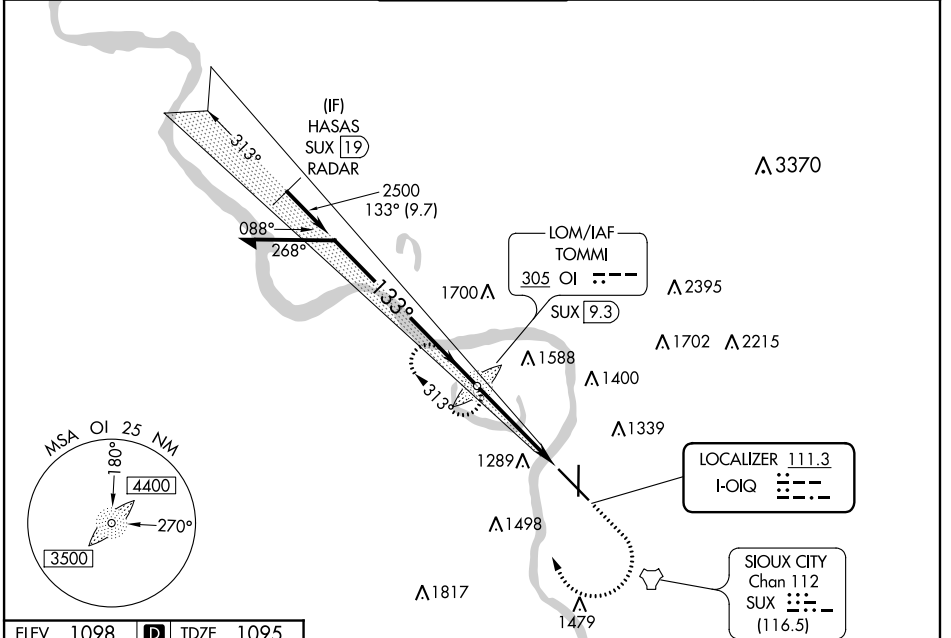 (IF)
HASAS
SUX 19
RADAR
313°
2500
133° (9.7)
088°
268°
133°
313°
LOM/IAF
TOMMI
305 OI
SUX 9.3
3370
1700
2395
1588
1702
2215
1400
1339
1289
LOCALIZER 111.3
I-OIQ
1498
SIOUX CITY
Chan 112
SUX
(116.5)
1817
1479
MSA OI 25 NM
180°
4400
270°
3500
ELEV 1098 D TDZE 1095